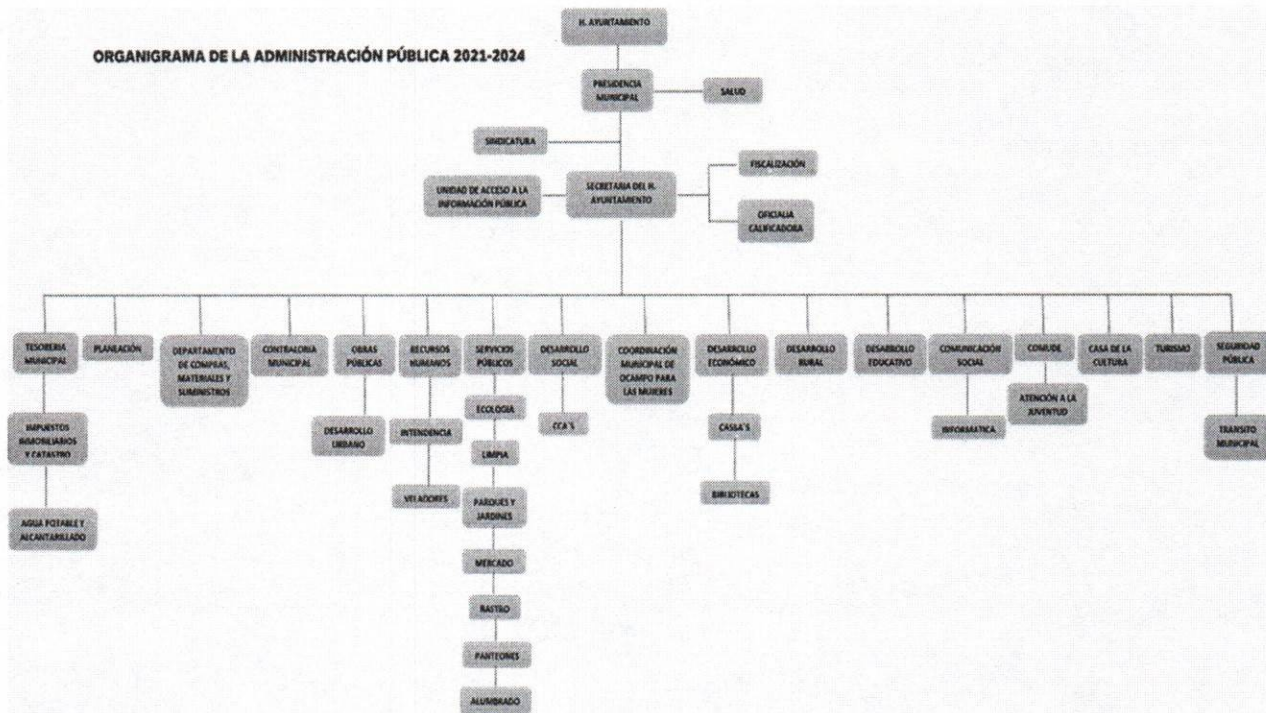 H. AYUNTAMIENTO
ORGANIGRAMA DE LA ADMINISTRACIÓN PÚBLICA 2021-2024
PRESIDENCIA
MUNICIPAL
SALUD
SINDICATURA
FISCALIZACIÓN
UNIDAD DE ACCESO A LA
INFORMACIÓN PÚBLICA
SECRETARIA DEL H.
AYUNTAMIENTO
OFICIALIA
CALIFICADORA
TESORERIA
MUNICIPAL
PLANEACIÓN
DEPARTAMENTO
DE COMPRAS,
MATERIALES Y
SUMINISTROS
CONTRALORIA
MUNICIPAL
OBRAS
PÚBLICAS
RECURSOS
HUMANOS
SERVICIOS
PÚBLICOS
DESARROLLO
SOCIAL
COORDINACIÓN
MUNICIPAL DE
OCAMPO PARA
LAS MUJERES
DESARROLLO
ECONÓMICO
DESARROLLO
RURAL
DESARROLLO
EDUCATIVO
COMUNICACIÓN
SOCIAL
COMUDE
CASA DE LA
CULTURA
TURISMO
SEGURIDAD
PÚBLICA
IMPUESTOS
INMOBILIARIOS
Y CATASTRO
DESARROLLO
URBANO
INTENDENCIA
ECOLOGIA
CCA´S
CASSA´S
INFORMATICA
ATENCIÓN A LA
JUVENTUD
TRANSITO
MUNICIPAL
AGUA POTABLE Y
ALCANTARILLADO
VELADORES
LIMPIA
BIBLIOTECAS
PARQUES Y
JARDINES
MERCADO
RASTRO
PANTEONES
ALUMBRADO